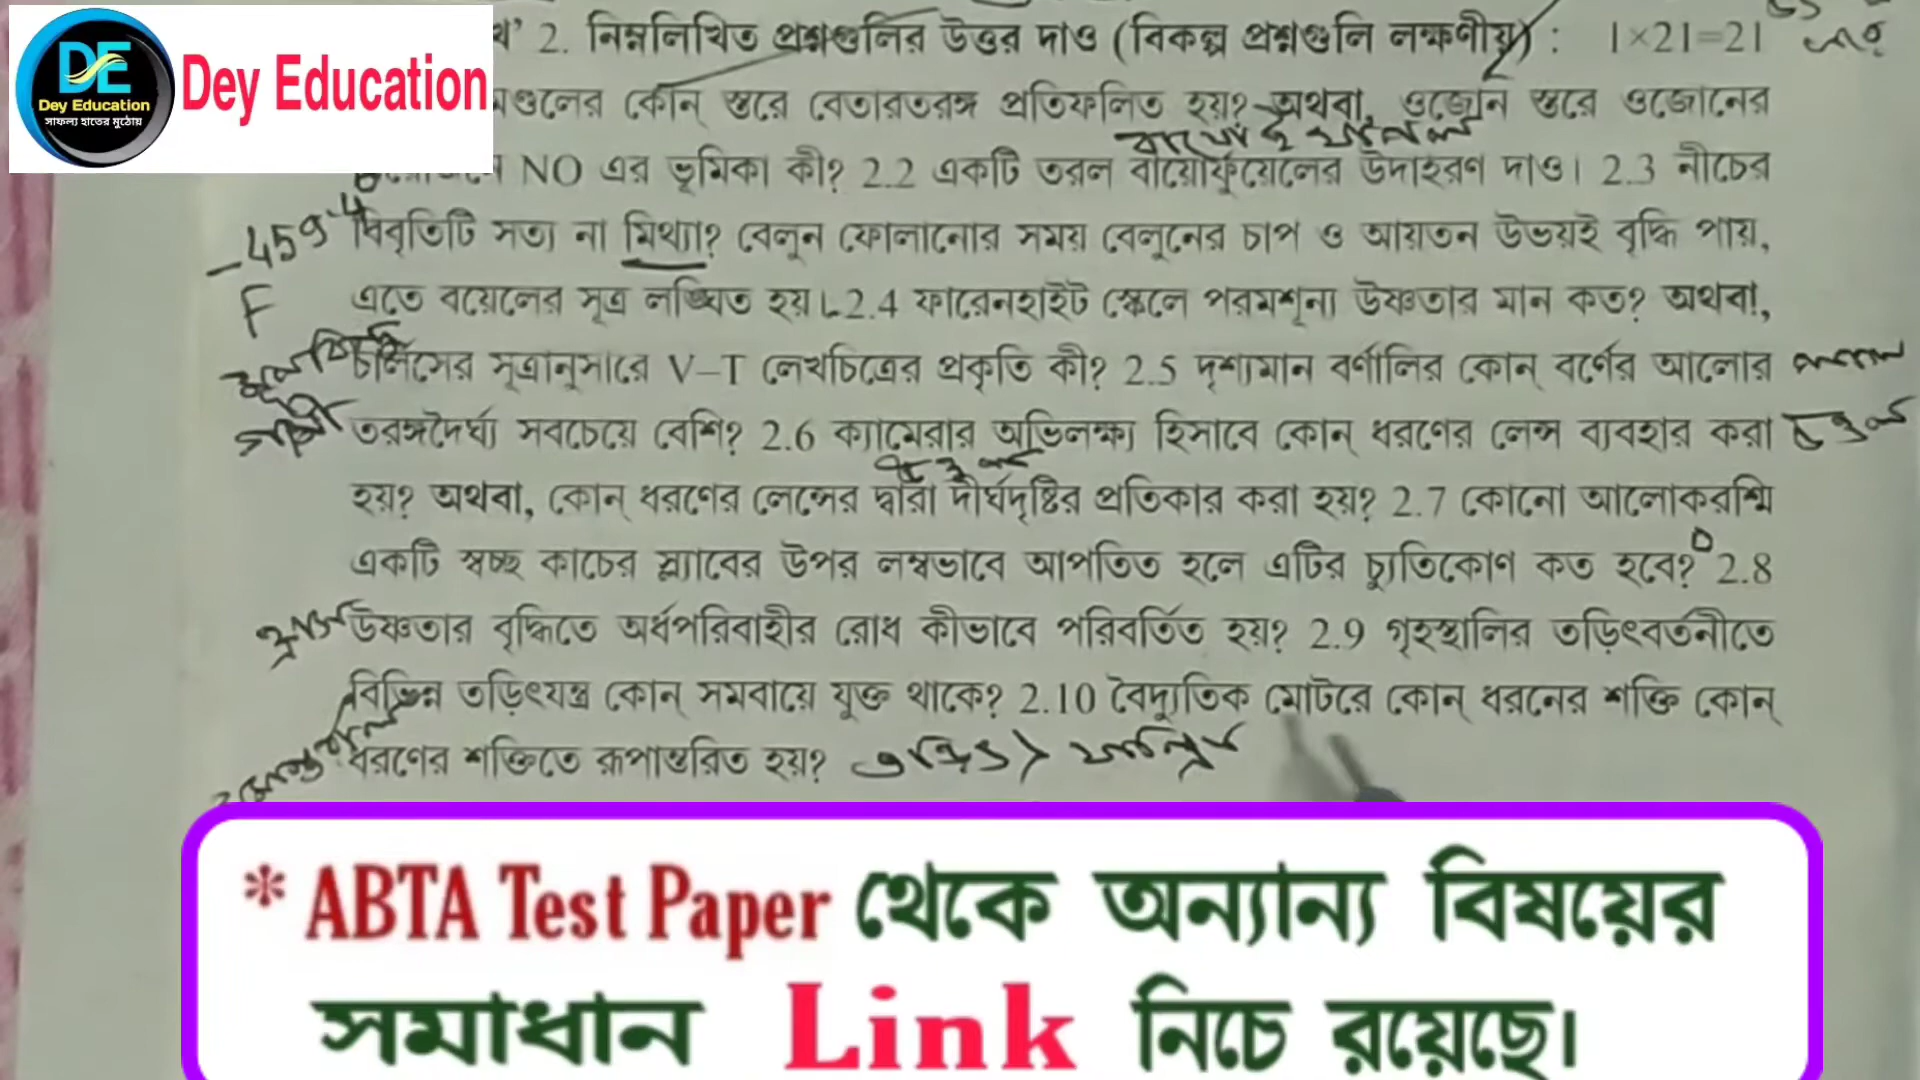 DE
Dey Education
সাফল্য হাতের মুঠোয়
Dey Education
2. নিম্নলিখিত প্রশ্নগুলির উত্তর দাও (বিকল্প প্রশ্নগুলি লক্ষণীয়) : 1×21=21
কোন্ স্তরে বেতারতরঙ্গ প্রতিফলিত হয়? অথবা, ওজোন স্তরে ওজোনের
NO এর ভূমিকা কী? 2.2 একটি তরল বায়োফুয়েলের উদাহরণ দাও। 2.3 নীচের
-459.4
বিবৃতিটি সত্য না মিথ্যা? বেলুন ফোলানোর সময় বেলুনের চাপ ও আয়তন উভয়ই বৃদ্ধি পায়,
F
এতে বয়েলের সূত্র লঙ্ঘিত হয়। 2.4 ফারেনহাইট স্কেলে পরমশূন্য উষ্ণতার মান কত? অথবা,
চার্লসের সূত্রানুসারে V–T লেখচিত্রের প্রকৃতি কী? 2.5 দৃশ্যমান বর্ণালির কোন্ বর্ণের আলোর
তরঙ্গদৈর্ঘ্য সবচেয়ে বেশি? 2.6 ক্যামেরার অভিলক্ষ্য হিসাবে কোন্ ধরণের লেন্স ব্যবহার করা
হয়? অথবা, কোন্ ধরণের লেন্সের দ্বারা দীর্ঘদৃষ্টির প্রতিকার করা হয়? 2.7 কোনো আলোকরশ্মি
একটি স্বচ্ছ কাচের স্ল্যাবের উপর লম্বভাবে আপতিত হলে এটির চ্যুতিকোণ কত হবে? 0 2.8
উষ্ণতার বৃদ্ধিতে অর্ধপরিবাহীর রোধ কীভাবে পরিবর্তিত হয়? 2.9 গৃহস্থালির তড়িৎবর্তনীতে
বিভিন্ন তড়িৎযন্ত্র কোন্ সমবায়ে যুক্ত থাকে? 2.10 বৈদ্যুতিক মোটরে কোন্ ধরনের শক্তি কোন্
ধরণের শক্তিতে রূপান্তরিত হয়?
* ABTA Test Paper থেকে অন্যান্য বিষয়ের
সমাধান Link নিচে রয়েছে।